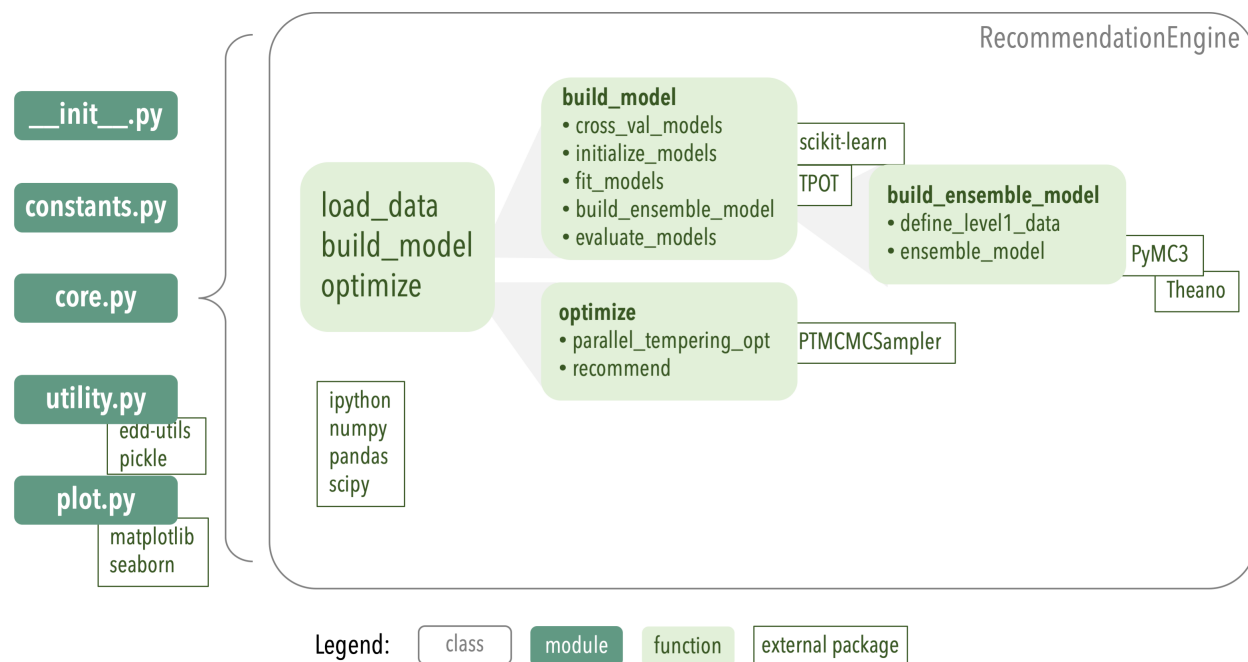 RecommendationEngine
__init__.py
constants.py
core.py
utility.py
edd-utils
pickle
plot.py
matplotlib
seaborn
load_data
build_model
optimize
ipython
numpy
pandas
scipy
build_model
• cross_val_models
• initialize_models
• fit_models
• build_ensemble_model
• evaluate_models
scikit-learn
TPOT
build_ensemble_model
• define_level1_data
• ensemble_model
PyMC3
Theano
optimize
• parallel_tempering_opt
• recommend
PTMCMCSampler
Legend:
class
module
function
external package